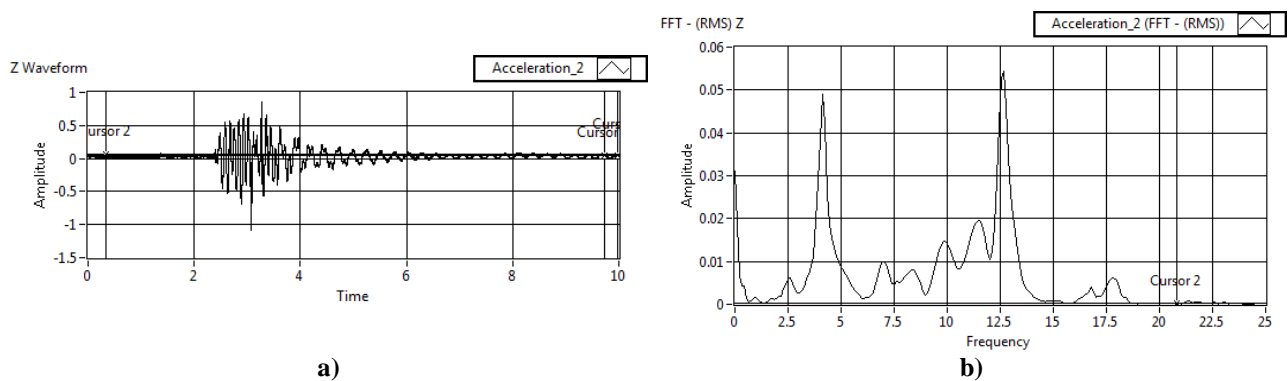 Z Waveform
Acceleration_2
Amplitude
1
0.5
0
-0.5
-1
-1.5
ursor 2
Curs
Cursor
0 2 4 6 8 10
Time
a)
FFT - (RMS) Z
Acceleration_2 (FFT - (RMS))
Amplitude
0.06
0.05
0.04
0.03
0.02
0.01
0
Cursor 2
0 2.5 5 7.5 10 12.5 15 17.5 20 22.5 25
Frequency
b)